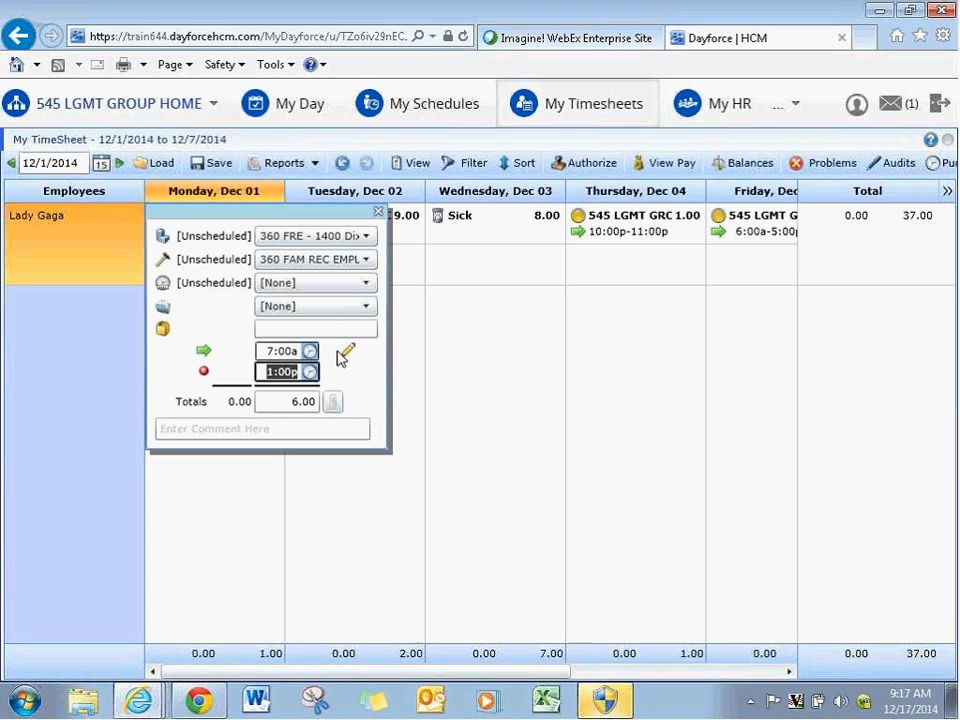 https://train644.dayforcehcm.com/MyDayforce/u/TZo6iv29nEC.
Imagine! WebEx Enterprise Site
Dayforce | HCM
Page Safety Tools
545 LGMT GROUP HOME
My Day
My Schedules
My Timesheets
My HR
...
(1)
My TimeSheet - 12/1/2014 to 12/7/2014
12/1/2014 15 Load Save Reports View Filter Sort Authorize View Pay Balances Problems Audits Pu
Employees Monday, Dec 01 Tuesday, Dec 02 Wednesday, Dec 03 Thursday, Dec 04 Friday, Dec Total »
Lady Gaga 9.00 Sick 8.00 545 LGMT GRC 1.00 545 LGMT G 0.00 37.00
10:00p-11:00p 6:00a-5:00p
[Unscheduled] 360 FRE - 1400 Dix
[Unscheduled] 360 FAM REC EMPL
[Unscheduled] [None]
[None]
7:00a
1:00p
Totals 0.00 6.00
Enter Comment Here
0.00 1.00 0.00 2.00 0.00 7.00 0.00 1.00 0.00 0.00 37.00
9:17 AM
12/17/2014